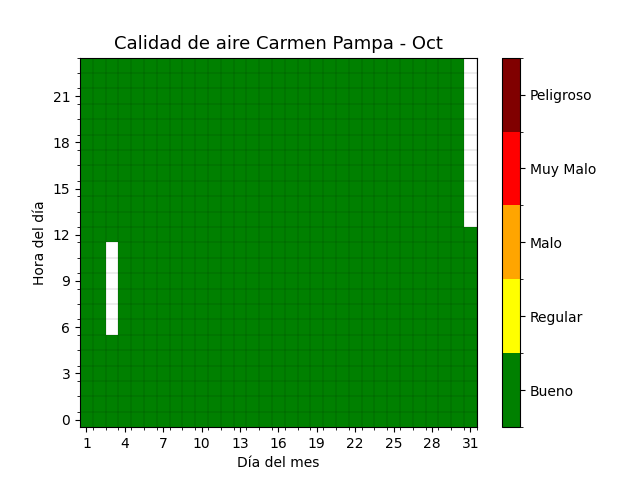 Calidad de aire Carmen Pampa - Oct
Hora del día
21
18
15
12
9
6
3
0
1 4 7 10 13 16 19 22 25 28 31
Día del mes
Peligroso
Muy Malo
Malo
Regular
Bueno